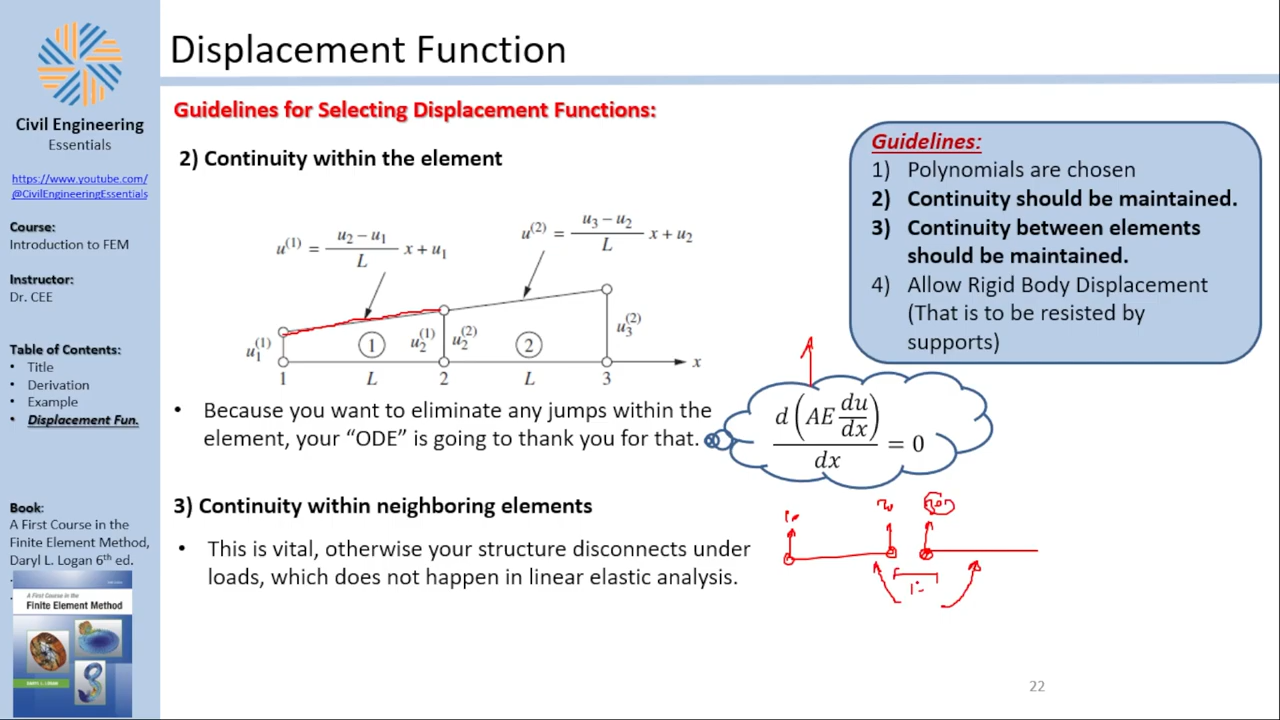 Displacement Function
Civil Engineering
Essentials
https://www.youtube.com/
@CivilEngineeringEssentials
Course:
Introduction to FEM
Instructor:
Dr. CEE
Table of Contents:
• Title
• Derivation
• Example
• Displacement Fun.
Book:
A First Course in the
Finite Element Method,
Daryl L. Logan 6th ed.
A First Course in the
Finite Element Method
Guidelines for Selecting Displacement Functions:
2) Continuity within the element
u(1) = u2 − u1 / L x + u1
u(2) = u3 − u2 / L x + u2
u1(1) 1 u2(1) u2(2) 2 u3(2)
1 L 2 L 3 x
• Because you want to eliminate any jumps within the
element, your “ODE” is going to thank you for that.
3) Continuity within neighboring elements
• This is vital, otherwise your structure disconnects under
loads, which does not happen in linear elastic analysis.
Guidelines:
1) Polynomials are chosen
2) Continuity should be maintained.
3) Continuity between elements
should be maintained.
4) Allow Rigid Body Displacement
(That is to be resisted by
supports)
d(AE du/dx) / dx = 0
22